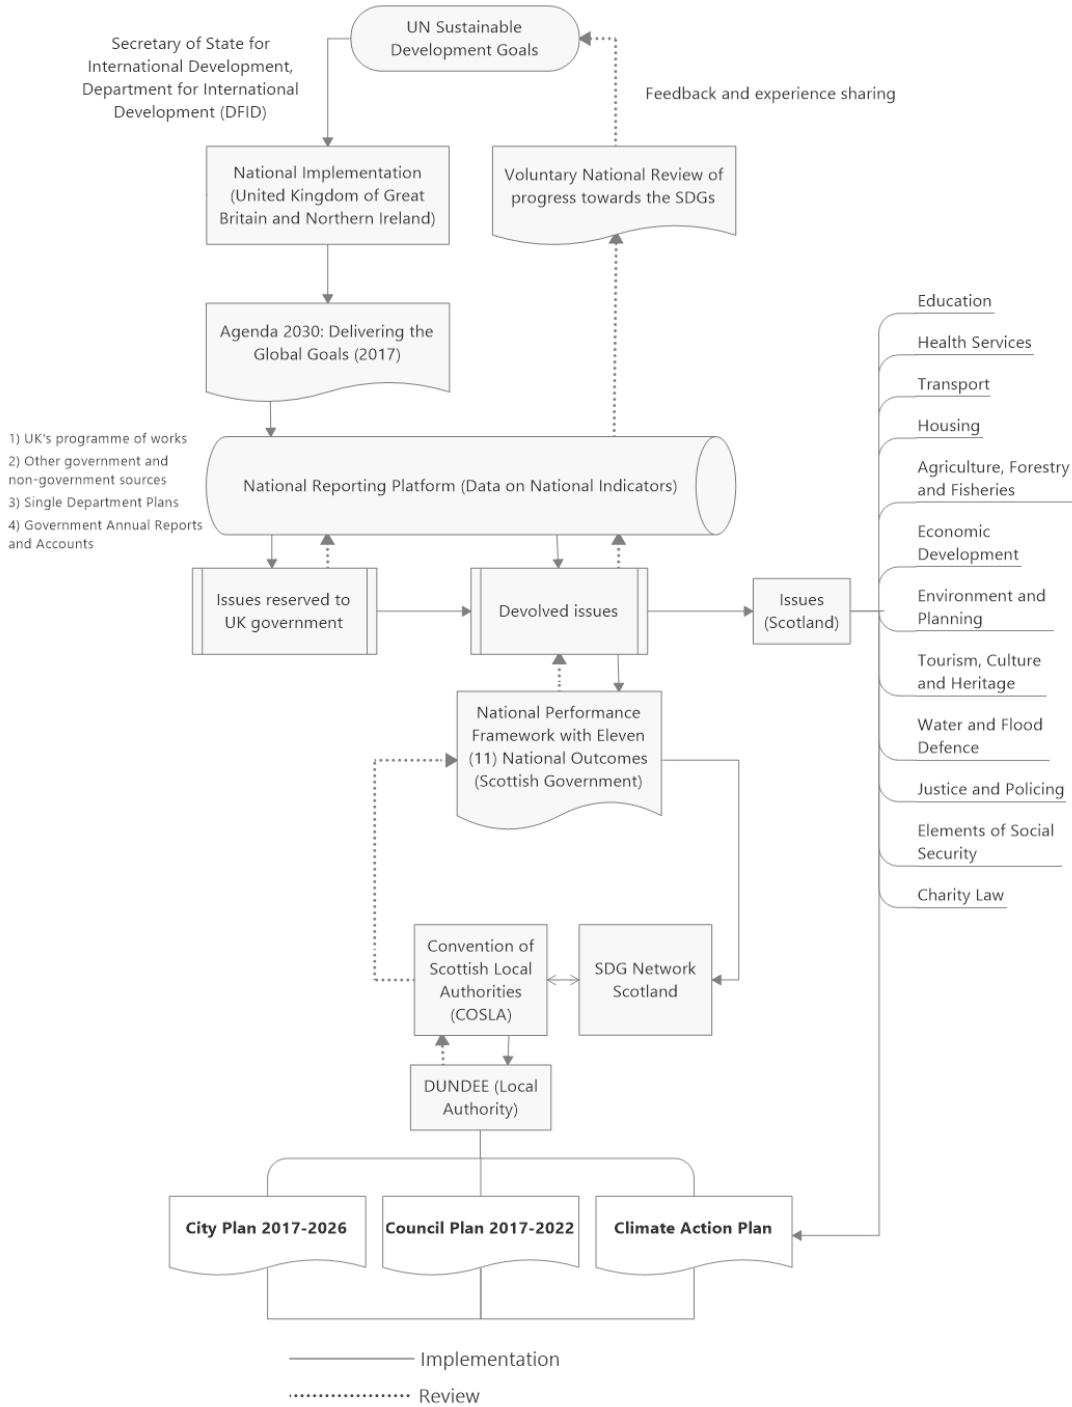 UN Sustainable
Development Goals
Secretary of State for
International Development,
Department for International
Development (DFID)
Feedback and experience sharing
National Implementation
(United Kingdom of Great
Britain and Northern Ireland)
Voluntary National Review of
progress towards the SDGs
Agenda 2030: Delivering the
Global Goals (2017)
1) UK's programme of works
2) Other government and
non-government sources
3) Single Department Plans
4) Government Annual Reports
and Accounts
National Reporting Platform (Data on National Indicators)
Issues reserved to
UK government
Devolved issues
Issues
(Scotland)
Education
Health Services
Transport
Housing
Agriculture, Forestry
and Fisheries
Economic
Development
Environment and
Planning
Tourism, Culture
and Heritage
Water and Flood
Defence
Justice and Policing
Elements of Social
Security
Charity Law
National Performance
Framework with Eleven
(11) National Outcomes
(Scottish Government)
Convention of
Scottish Local
Authorities
(COSLA)
SDG Network
Scotland
DUNDEE (Local
Authority)
City Plan 2017-2026
Council Plan 2017-2022
Climate Action Plan
Implementation
Review